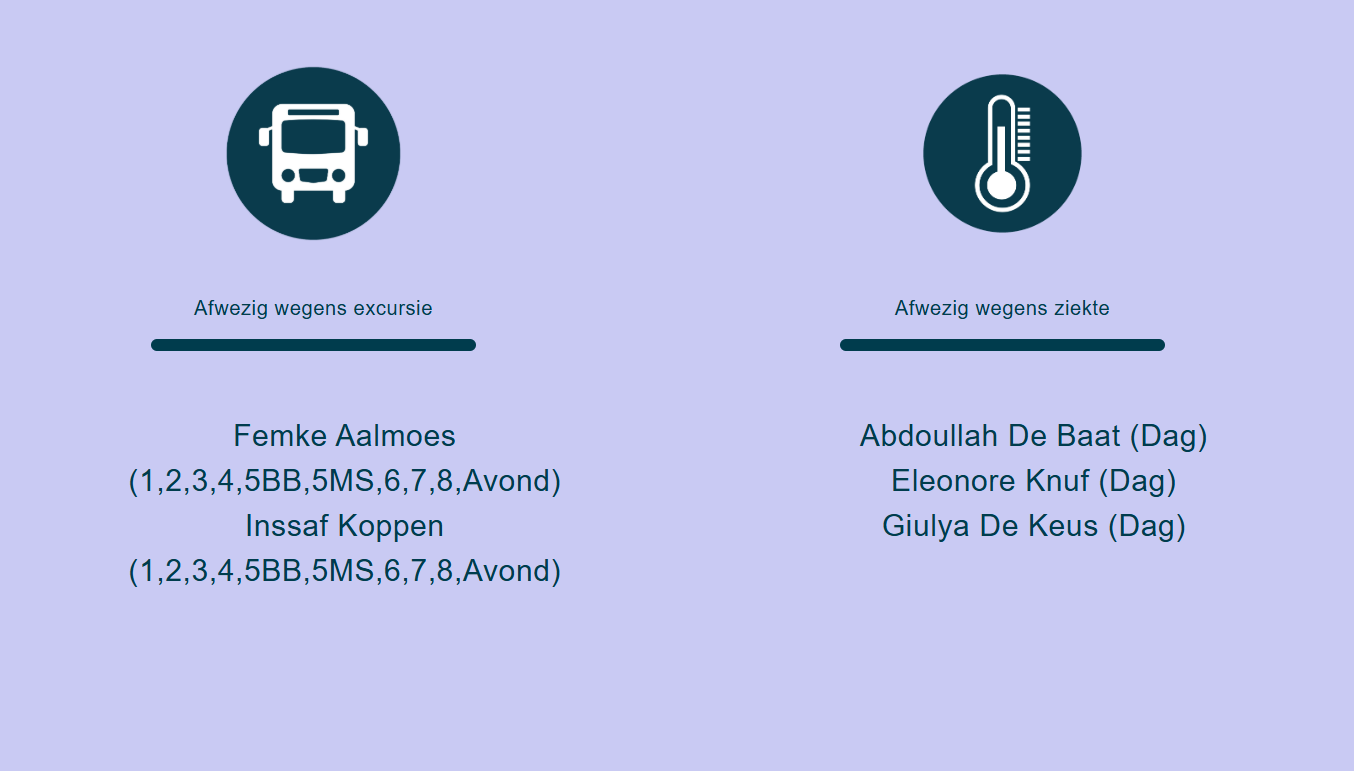 Afwezig wegens excursie
Femke Aalmoes
(1,2,3,4,5BB,5MS,6,7,8,Avond)
Inssaf Koppen
(1,2,3,4,5BB,5MS,6,7,8,Avond)
Afwezig wegens ziekte
Abdoullah De Baat (Dag)
Eleonore Knuf (Dag)
Giulya De Keus (Dag)